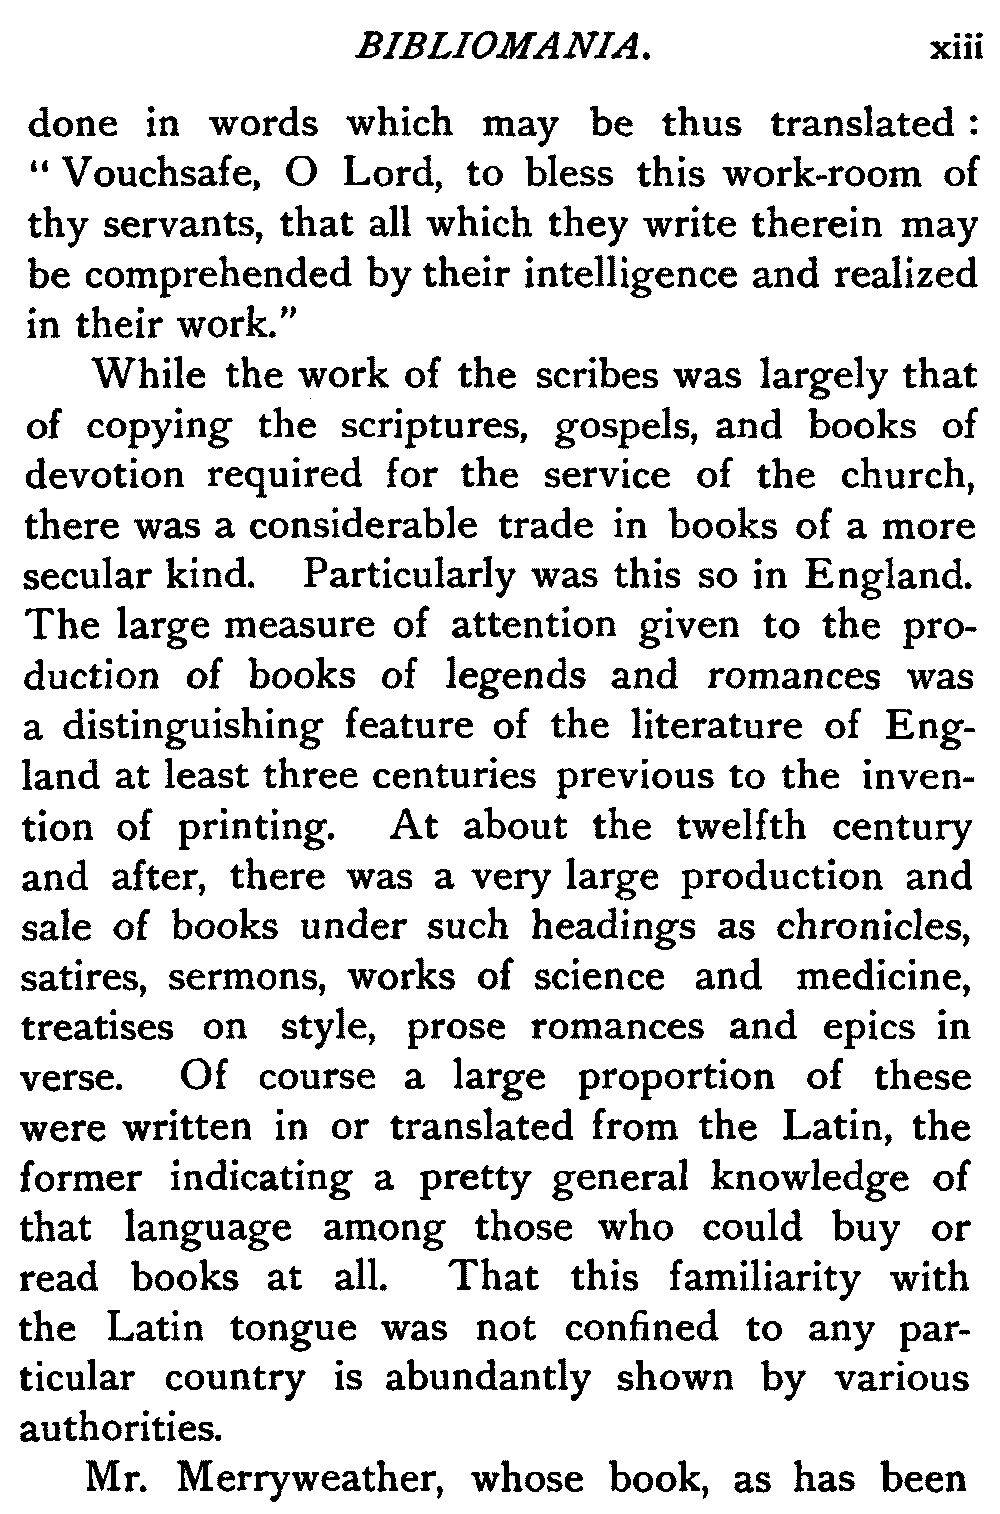 BIBLIOMANIA. xiii
done in words which may be thus translated :
“ Vouchsafe, O Lord, to bless this work-room of
thy servants, that all which they write therein may
be comprehended by their intelligence and realized
in their work.”
While the work of the scribes was largely that
of copying the scriptures, gospels, and books of
devotion required for the service of the church,
there was a considerable trade in books of a more
secular kind. Particularly was this so in England.
The large measure of attention given to the pro-
duction of books of legends and romances was
a distinguishing feature of the literature of Eng-
land at least three centuries previous to the inven-
tion of printing. At about the twelfth century
and after, there was a very large production and
sale of books under such headings as chronicles,
satires, sermons, works of science and medicine,
treatises on style, prose romances and epics in
verse. Of course a large proportion of these
were written in or translated from the Latin, the
former indicating a pretty general knowledge of
that language among those who could buy or
read books at all. That this familiarity with
the Latin tongue was not confined to any par-
ticular country is abundantly shown by various
authorities.
Mr. Merryweather, whose book, as has been